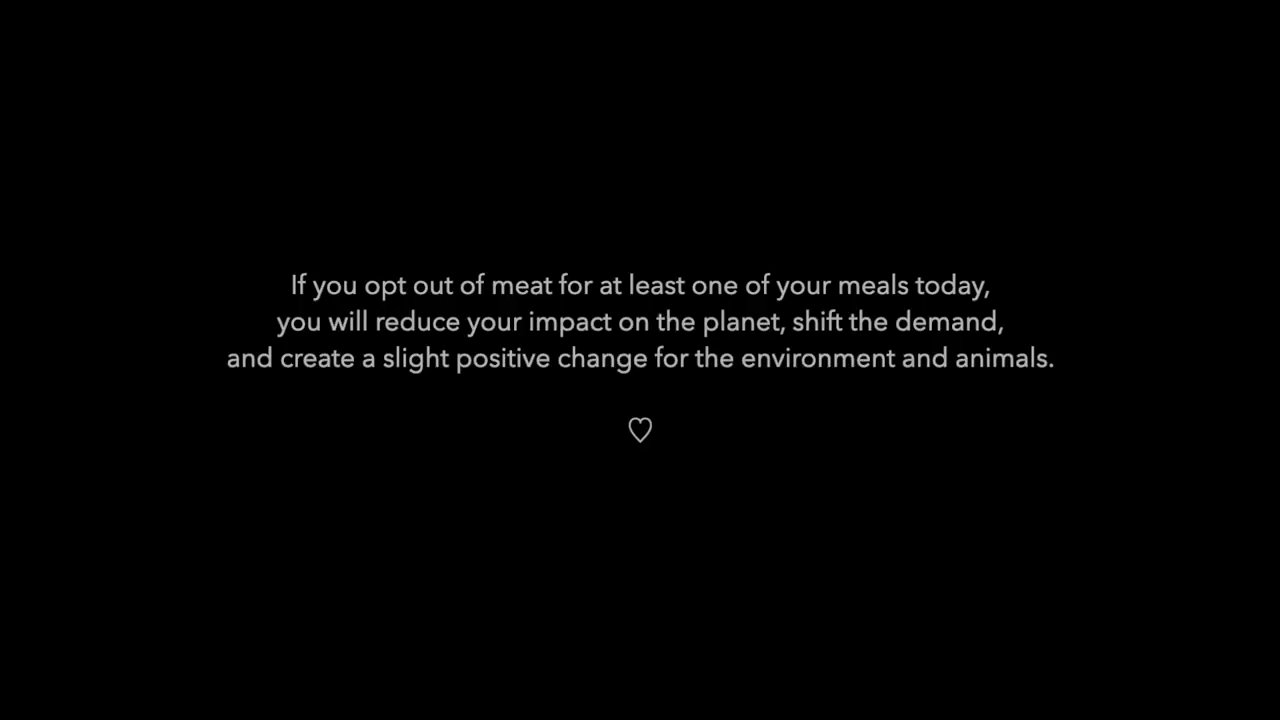 If you opt out of meat for at least one of your meals today,
you will reduce your impact on the planet, shift the demand,
and create a slight positive change for the environment and animals.
♡